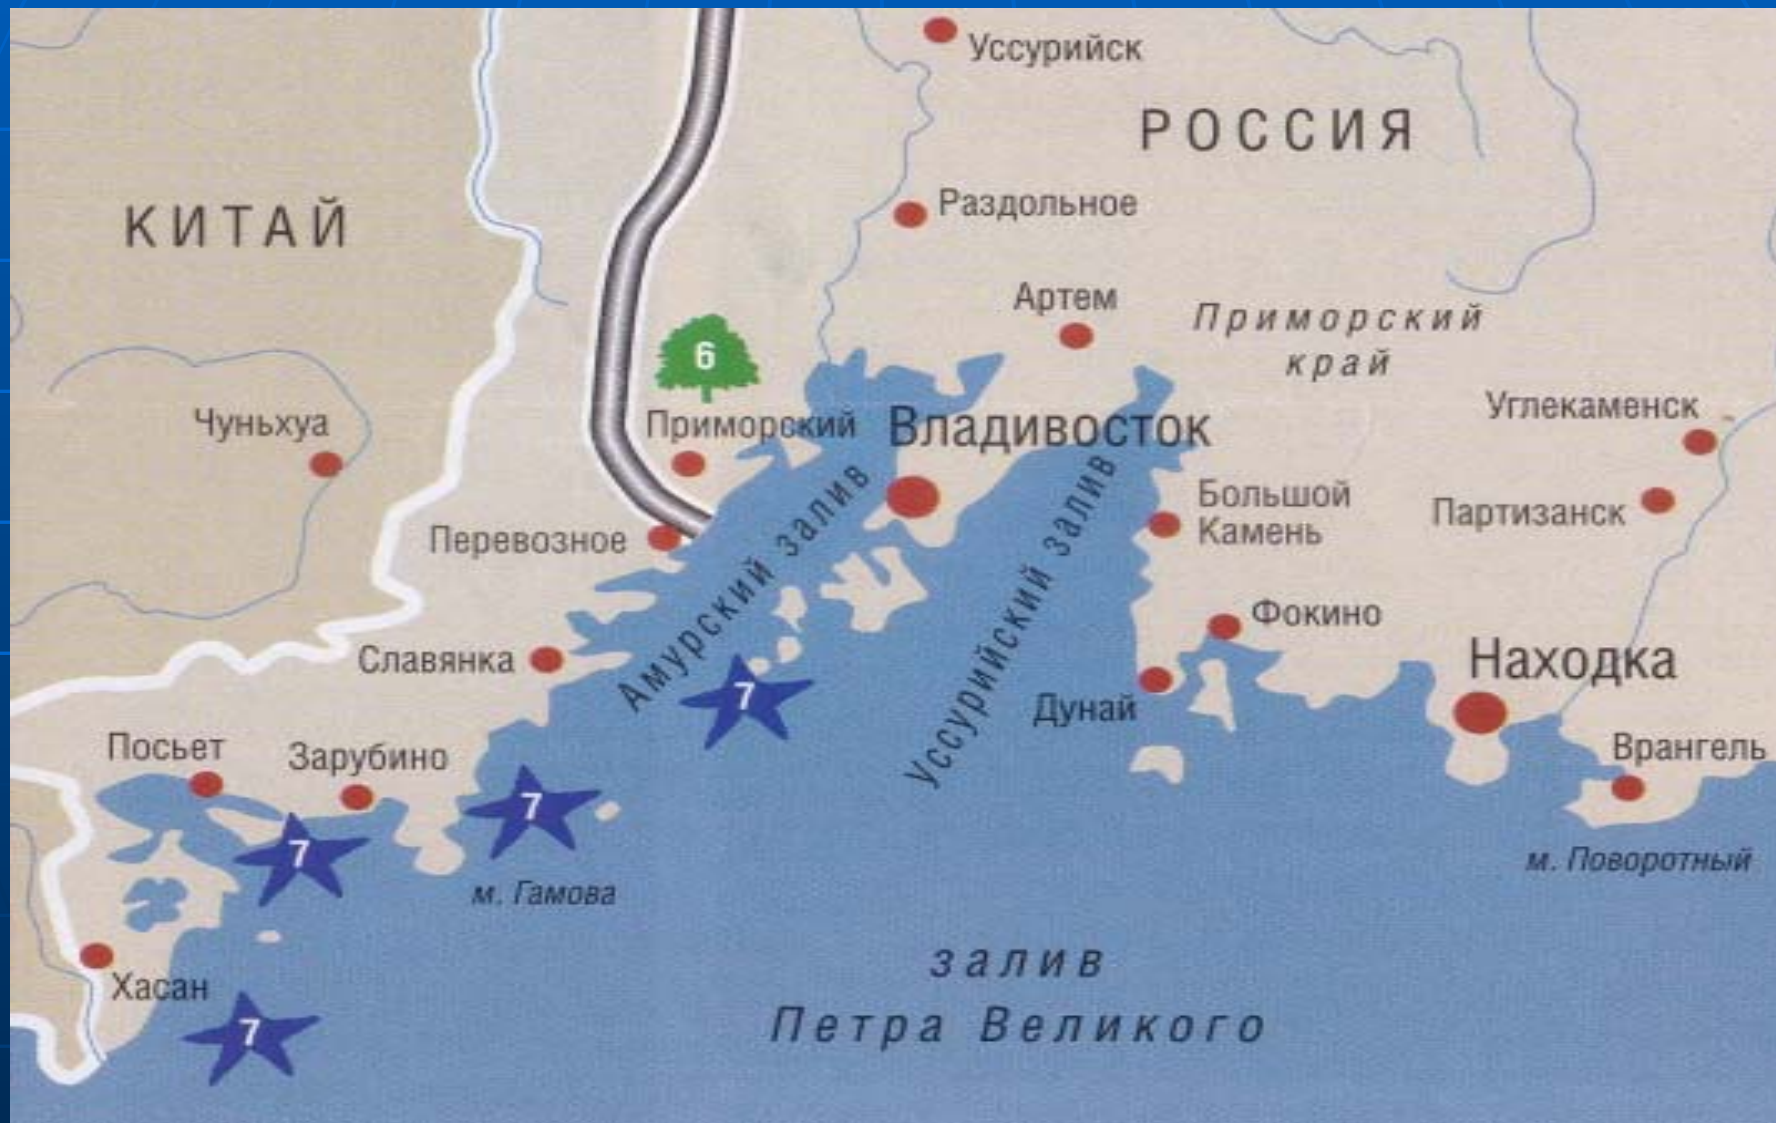 Уссурийск
РОССИЯ
КИТАЙ
Раздольное
Артем
Приморский
край
6
Чуньхуа
Приморский
Владивосток
Углекаменск
Перевозное
Амурский залив
Уссурийский залив
Большой
Камень
Партизанск
Славянка
Фокино
Находка
7
Дунай
Посьет
Зарубино
Врангель
7
7
м. Гамова
м. Поворотный
Хасан
7
залив
Петра Великого